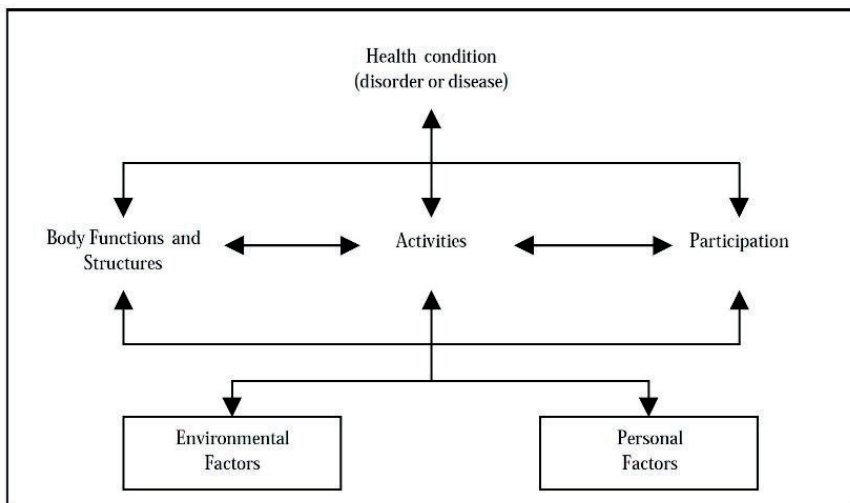 Health condition
(disorder or disease)
Body Functions and
Structures
Activities
Participation
Environmental
Factors
Personal
Factors